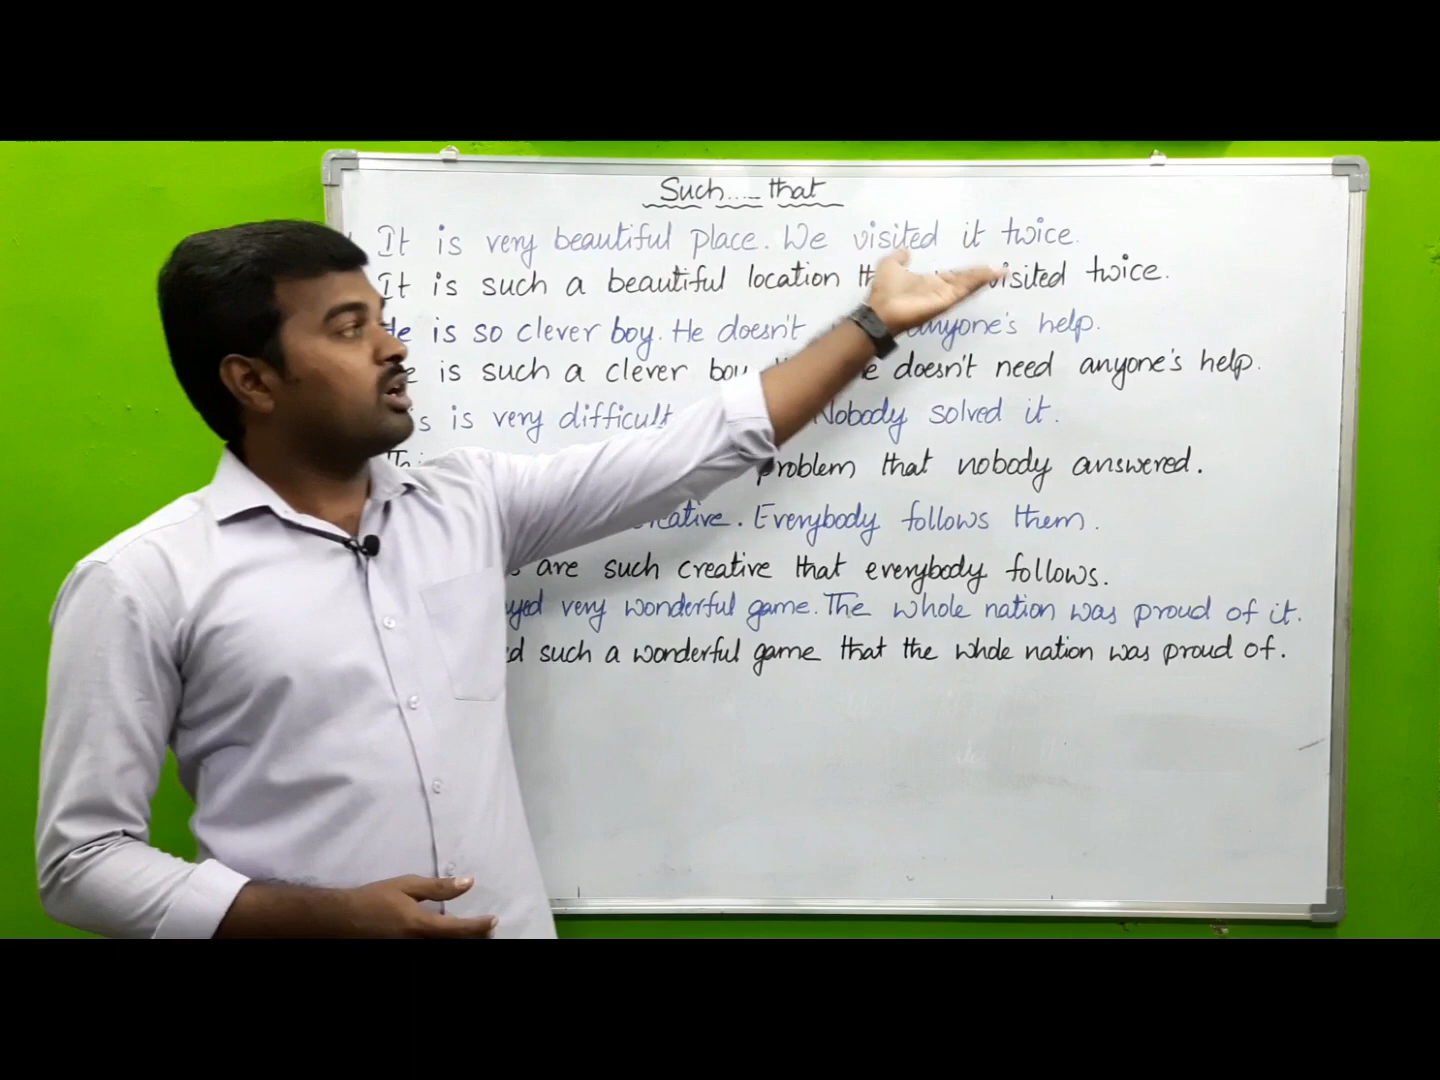 Such.... that
It is very beautiful place. We visited it twice.
It is such a beautiful location visited twice.
He is so clever boy. He doesn't anyone's help.
is such a clever boy doesn't need anyone's help.
is very difficult Nobody solved it.
problem that nobody answered.
creative. Everybody follows them.
are such creative that everybody follows.
very wonderful game. The whole nation was proud of it.
such a wonderful game that the whole nation was proud of.